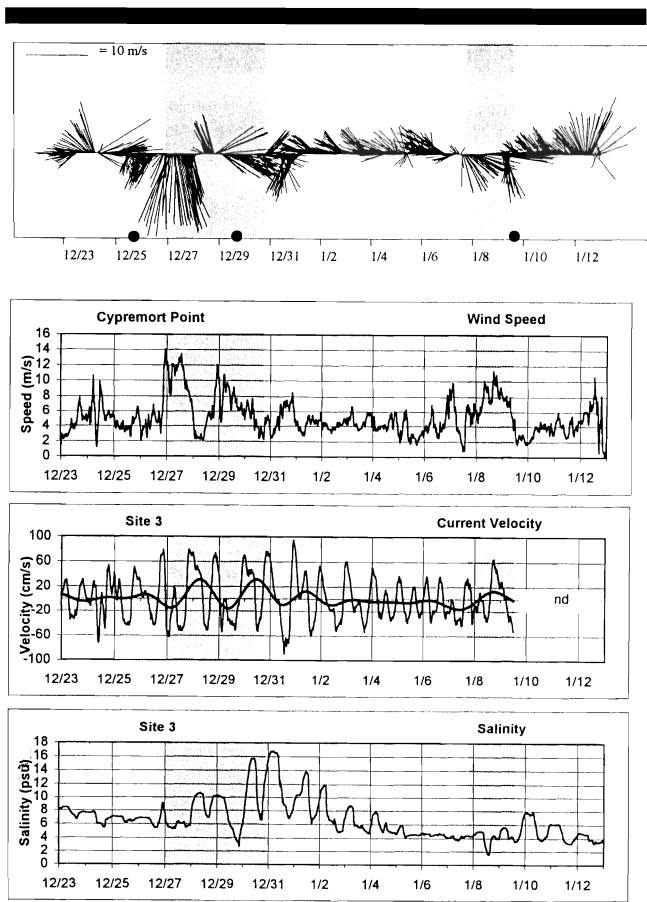 = 10 m/s
12/23 12/25 12/27 12/29 12/31 1/2 1/4 1/6 1/8 1/10 1/12
Cypremort Point Wind Speed
Speed (m/s)
16
14
12
10
8
6
4
2
0
12/23 12/25 12/27 12/29 12/31 1/2 1/4 1/6 1/8 1/10 1/12
Site 3 Current Velocity
Velocity (cm/s)
100
60
20
-20
-60
-100
nd
12/23 12/25 12/27 12/29 12/31 1/2 1/4 1/6 1/8 1/10 1/12
Site 3 Salinity
Salinity (psu)
18
16
14
12
10
8
6
4
2
0
12/23 12/25 12/27 12/29 12/31 1/2 1/4 1/6 1/8 1/10 1/12